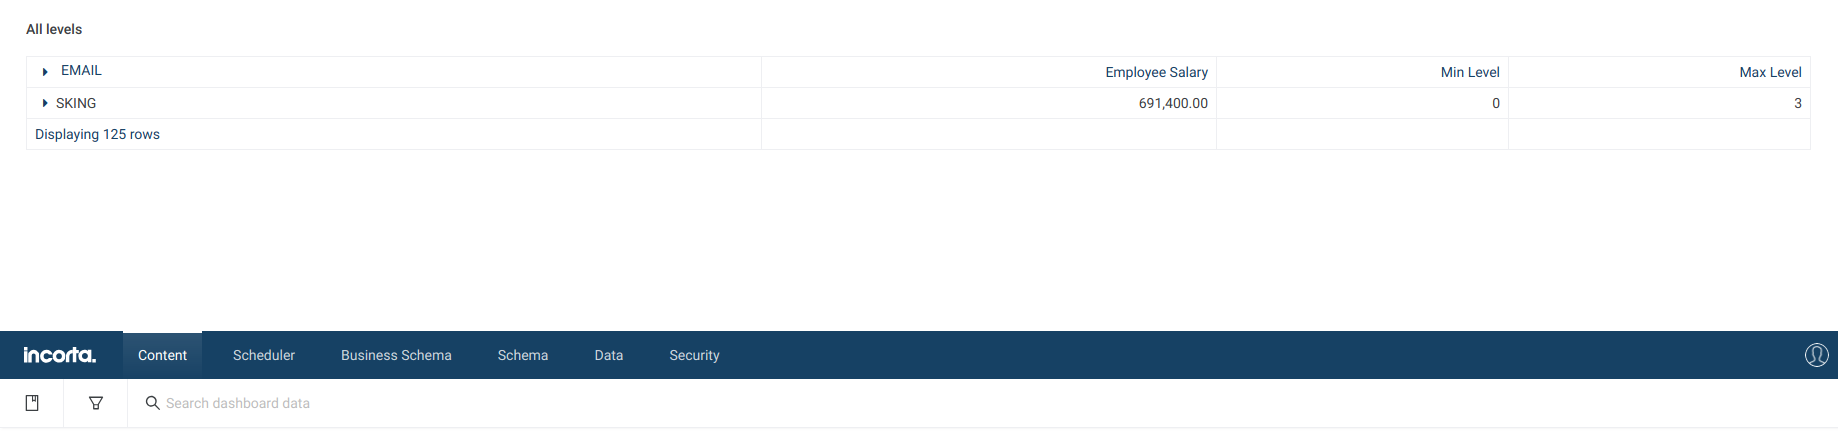 All levels
EMAIL Employee Salary Min Level Max Level
SKING 691,400.00 0 3
Displaying 125 rows
incorta. Content Scheduler Business Schema Schema Data Security
Search dashboard data